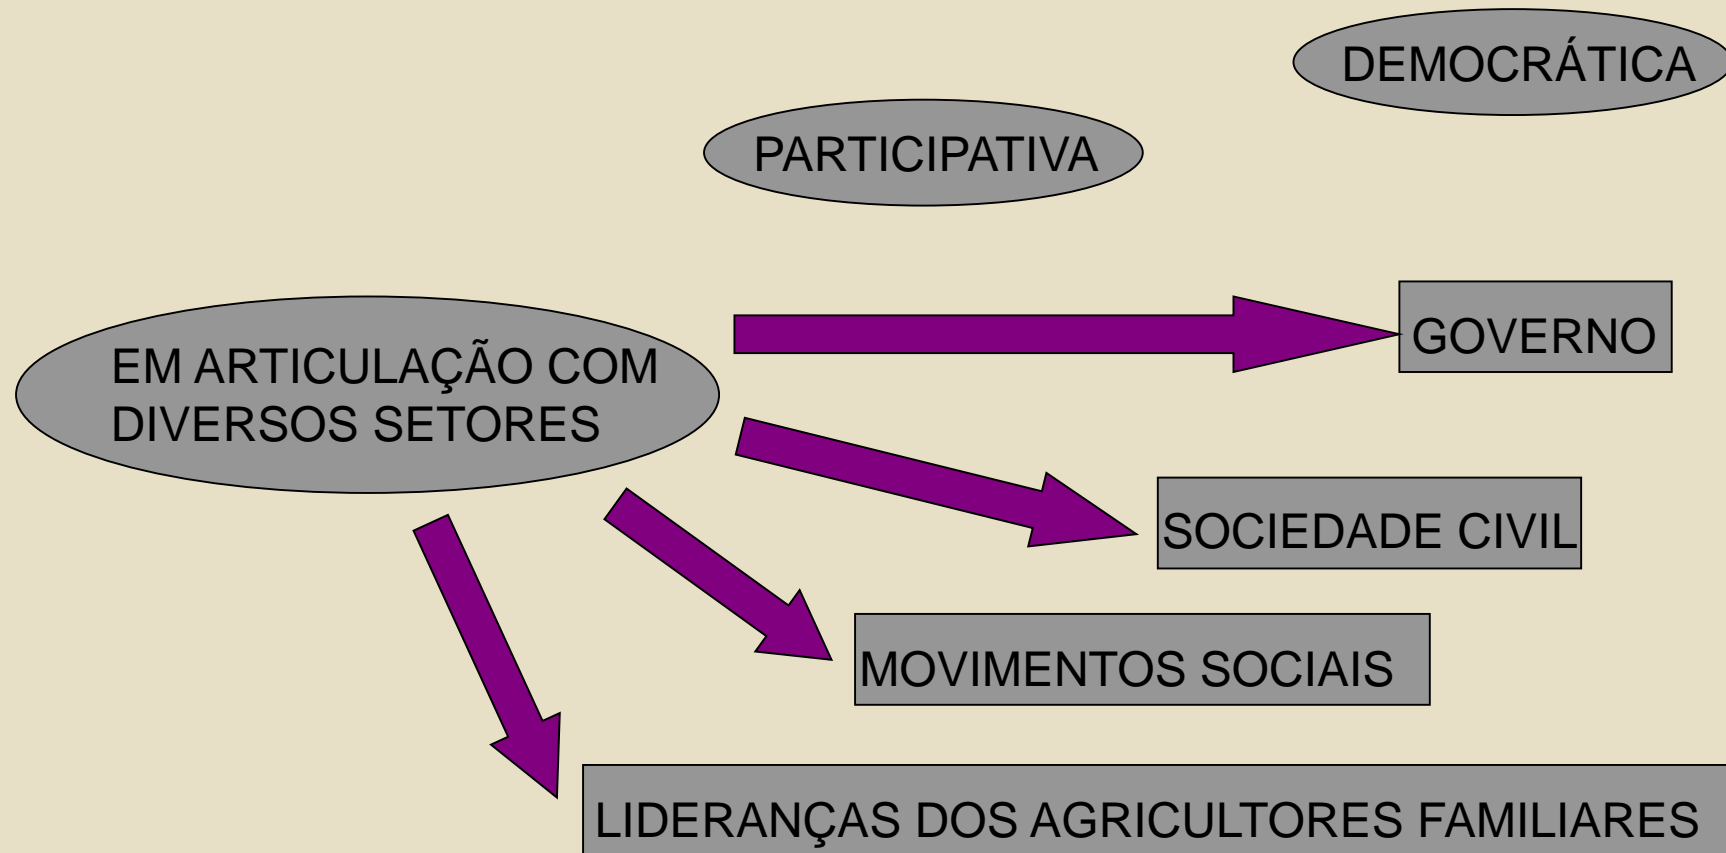 DEMOCRÁTICA
PARTICIPATIVA
EM ARTICULAÇÃO COM
DIVERSOS SETORES
GOVERNO
SOCIEDADE CIVIL
MOVIMENTOS SOCIAIS
LIDERANÇAS DOS AGRICULTORES FAMILIARES